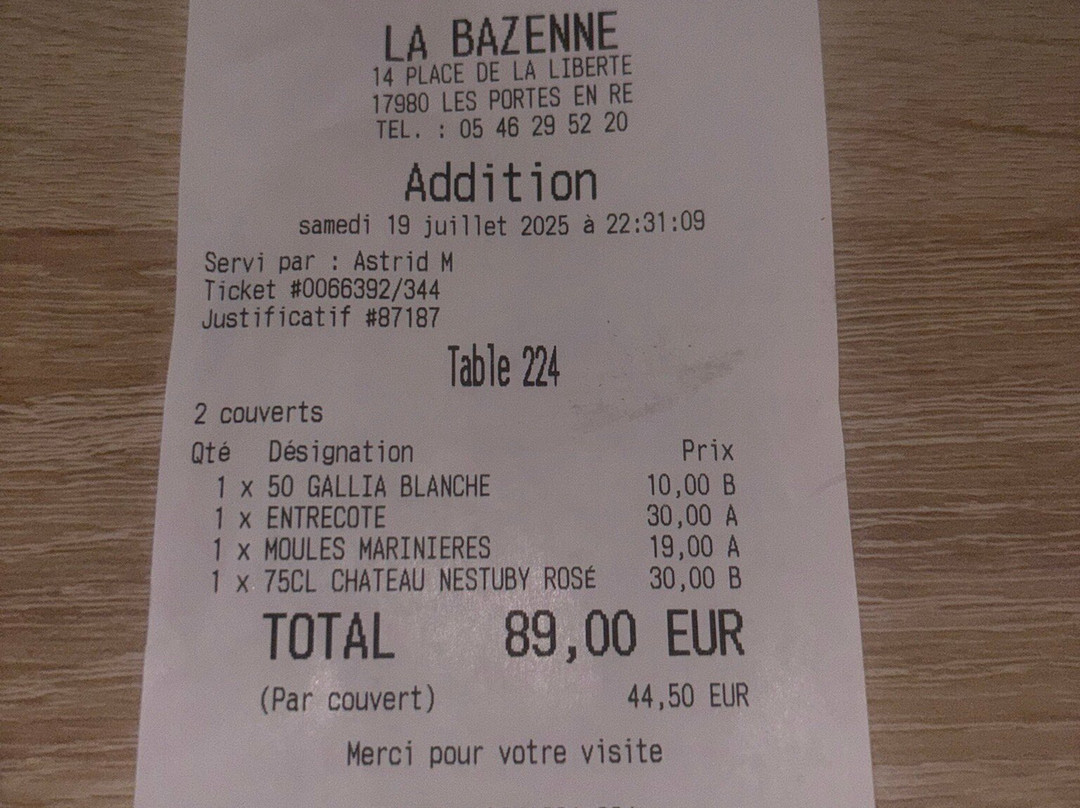 LA BAZENNE
14 PLACE DE LA LIBERTE
17980 LES PORTES EN RE
TEL. : 05 46 29 52 20
Addition
samedi 19 juillet 2025 à 22:31:09
Servi par : Astrid M
Ticket #0066392/344
Justificatif #87187
Table 224
2 couverts
Qté Désignation Prix
1 x 50 GALLIA BLANCHE 10,00 B
1 x ENTRECOTE 30,00 A
1 x MOULES MARINIERES 19,00 A
1 x 75CL CHATEAU NESTUBY ROSÉ 30,00 B
TOTAL 89,00 EUR
(Par couvert) 44,50 EUR
Merci pour votre visite